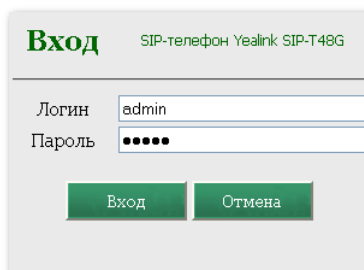 Вход SIP-телефон Yealink SIP-T48G
Логин admin
Пароль •••••
Вход Отмена